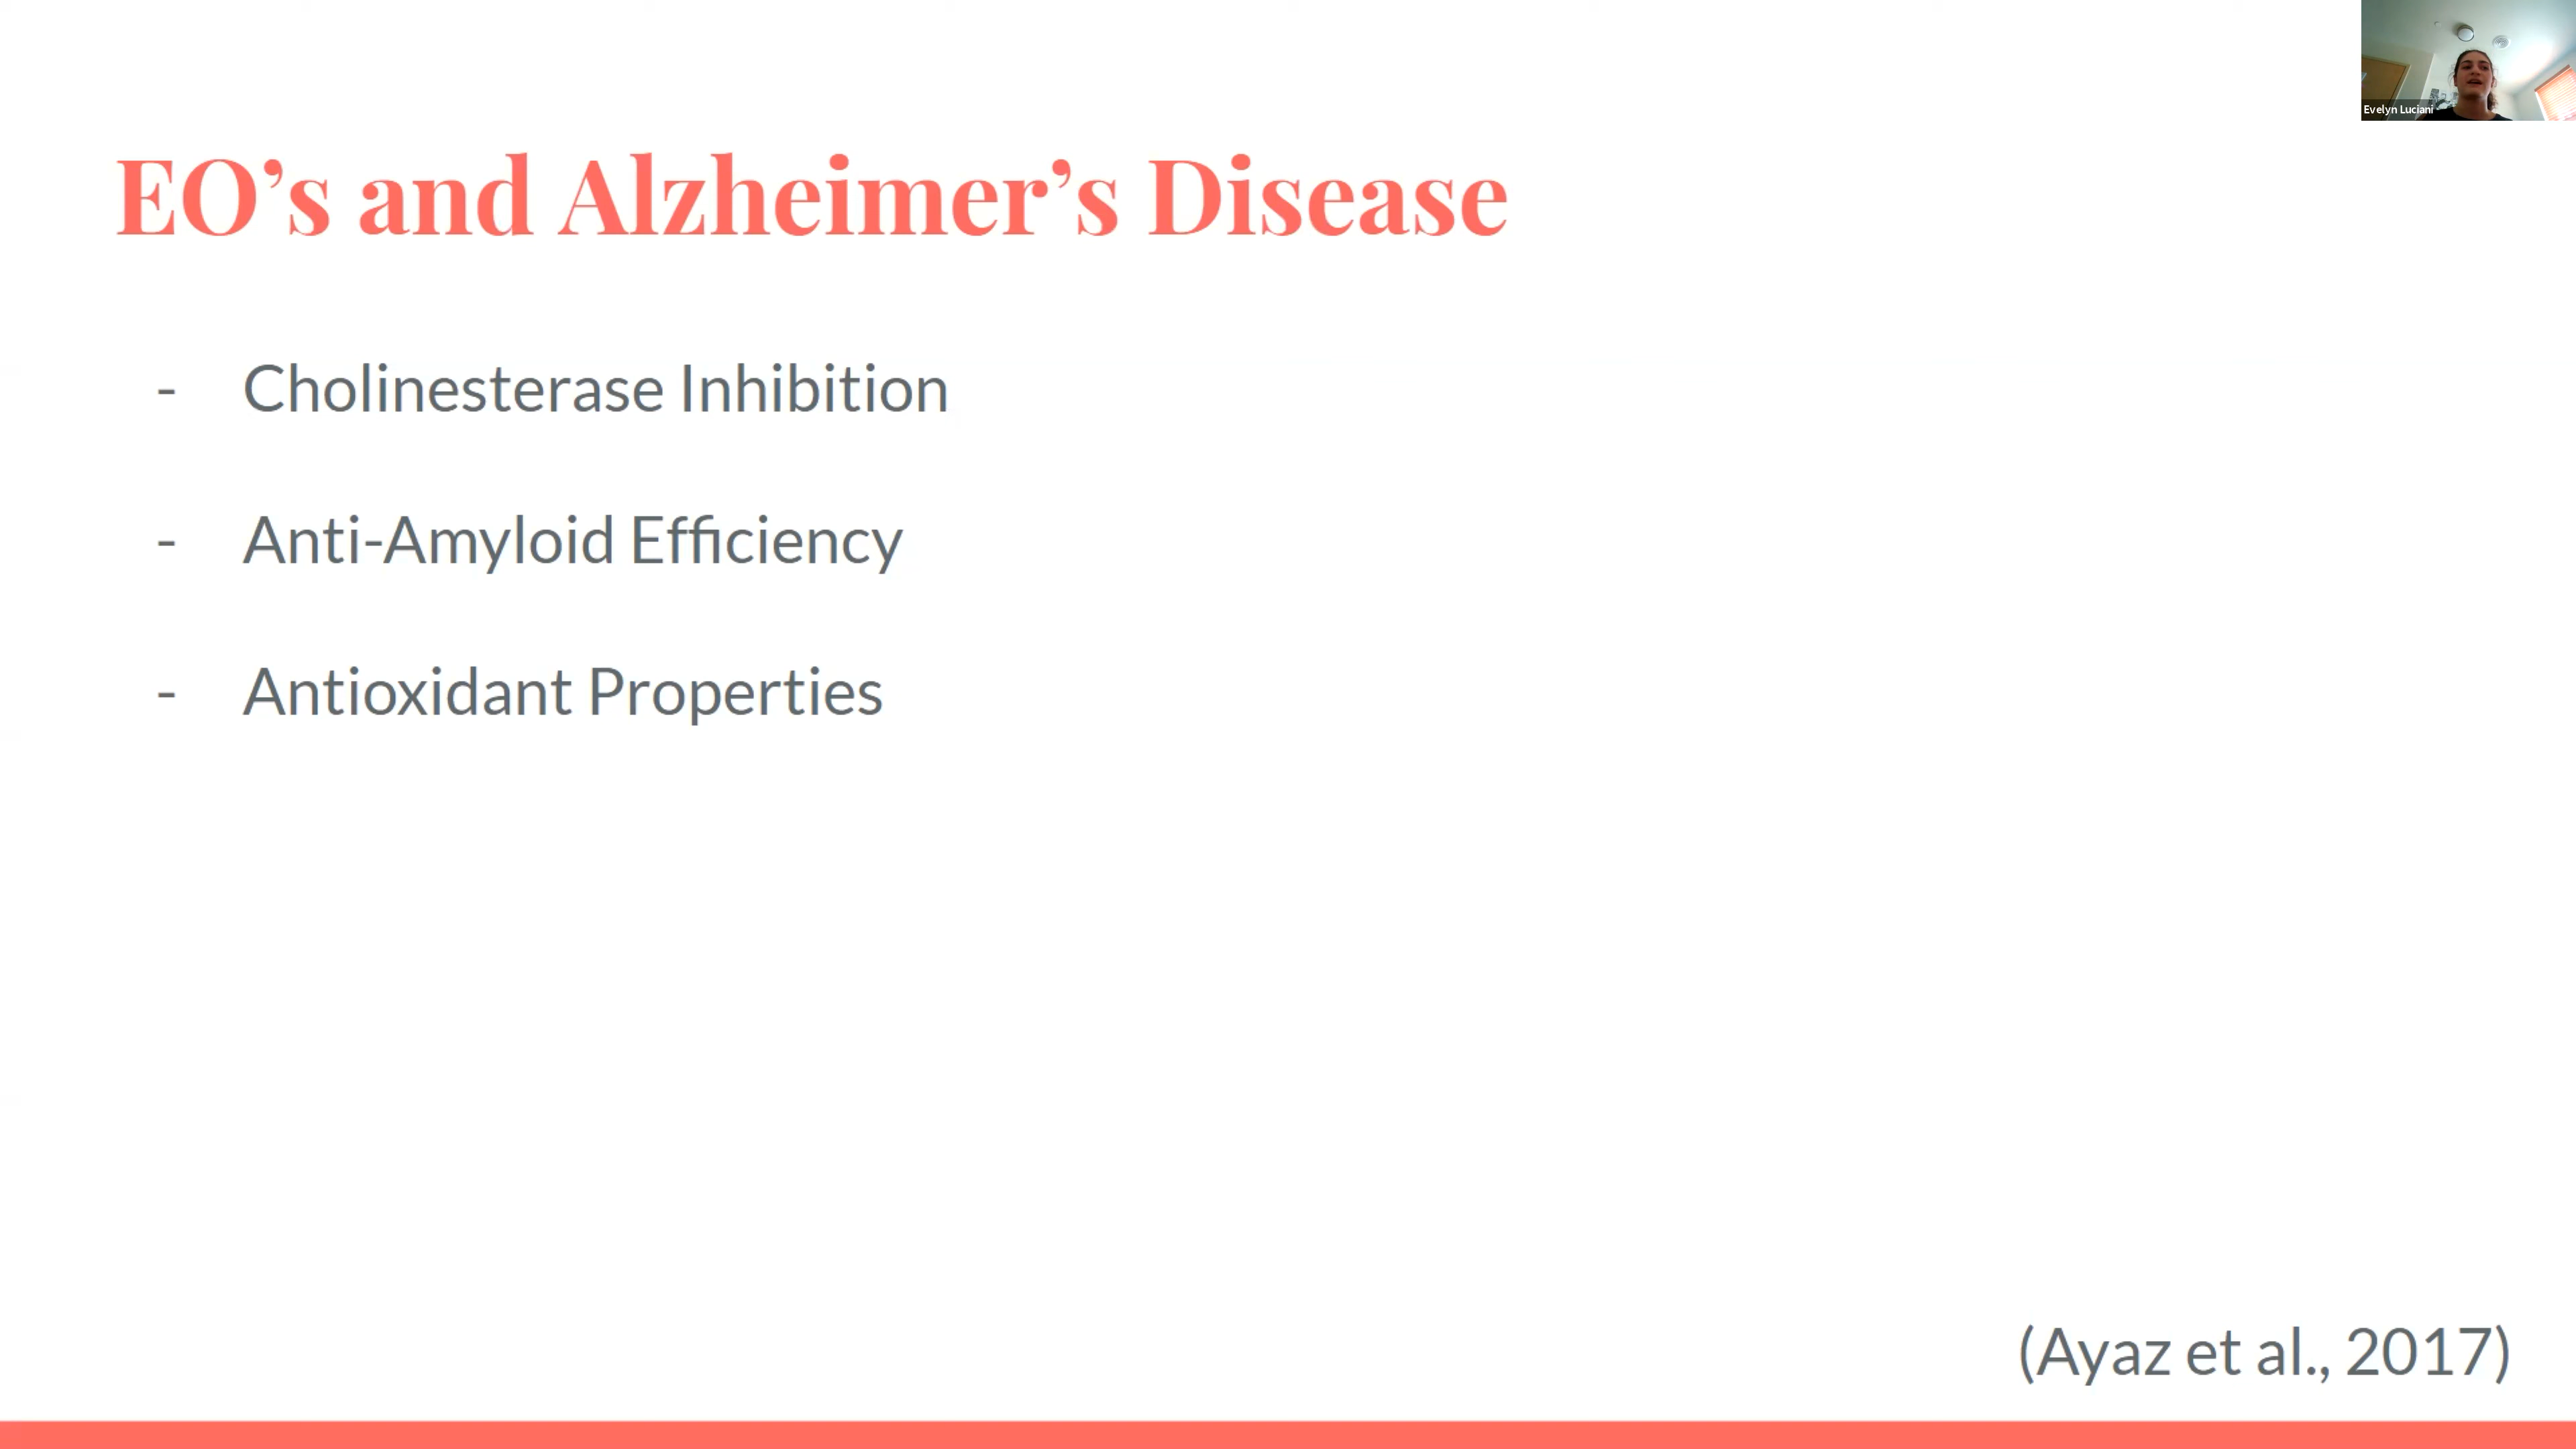 Evelyn Luciani
EO’s and Alzheimer’s Disease
- Cholinesterase Inhibition
- Anti-Amyloid Efficiency
- Antioxidant Properties
(Ayaz et al., 2017)